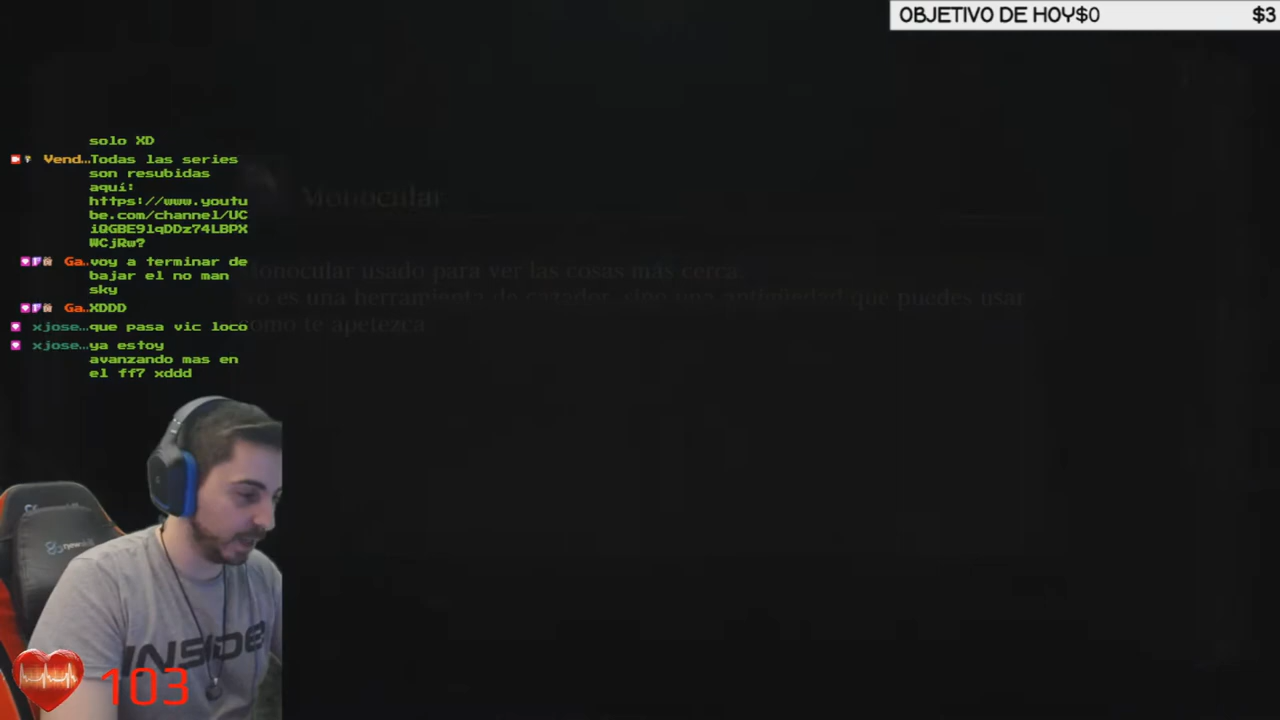 OBJETIVO DE HOY$0 $3
solo XD
Vend...Todas las series
son resubidas
aquí:
https://www.youtu
be.com/channel/UC
iQGBE9lqDDz74LBPX
WCjRw?
Ga..voy a terminar de
bajar el no man
sky
Ga..XDDD
xjose..que pasa vic loco
xjose..ya estoy
avanzando mas en
el ff7 xddd
Monocular
Monocular usado para ver las cosas más cerca.
No es una herramienta de cazador, sino una antigüedad que puedes usar
como te apetezca
INSIDE
103